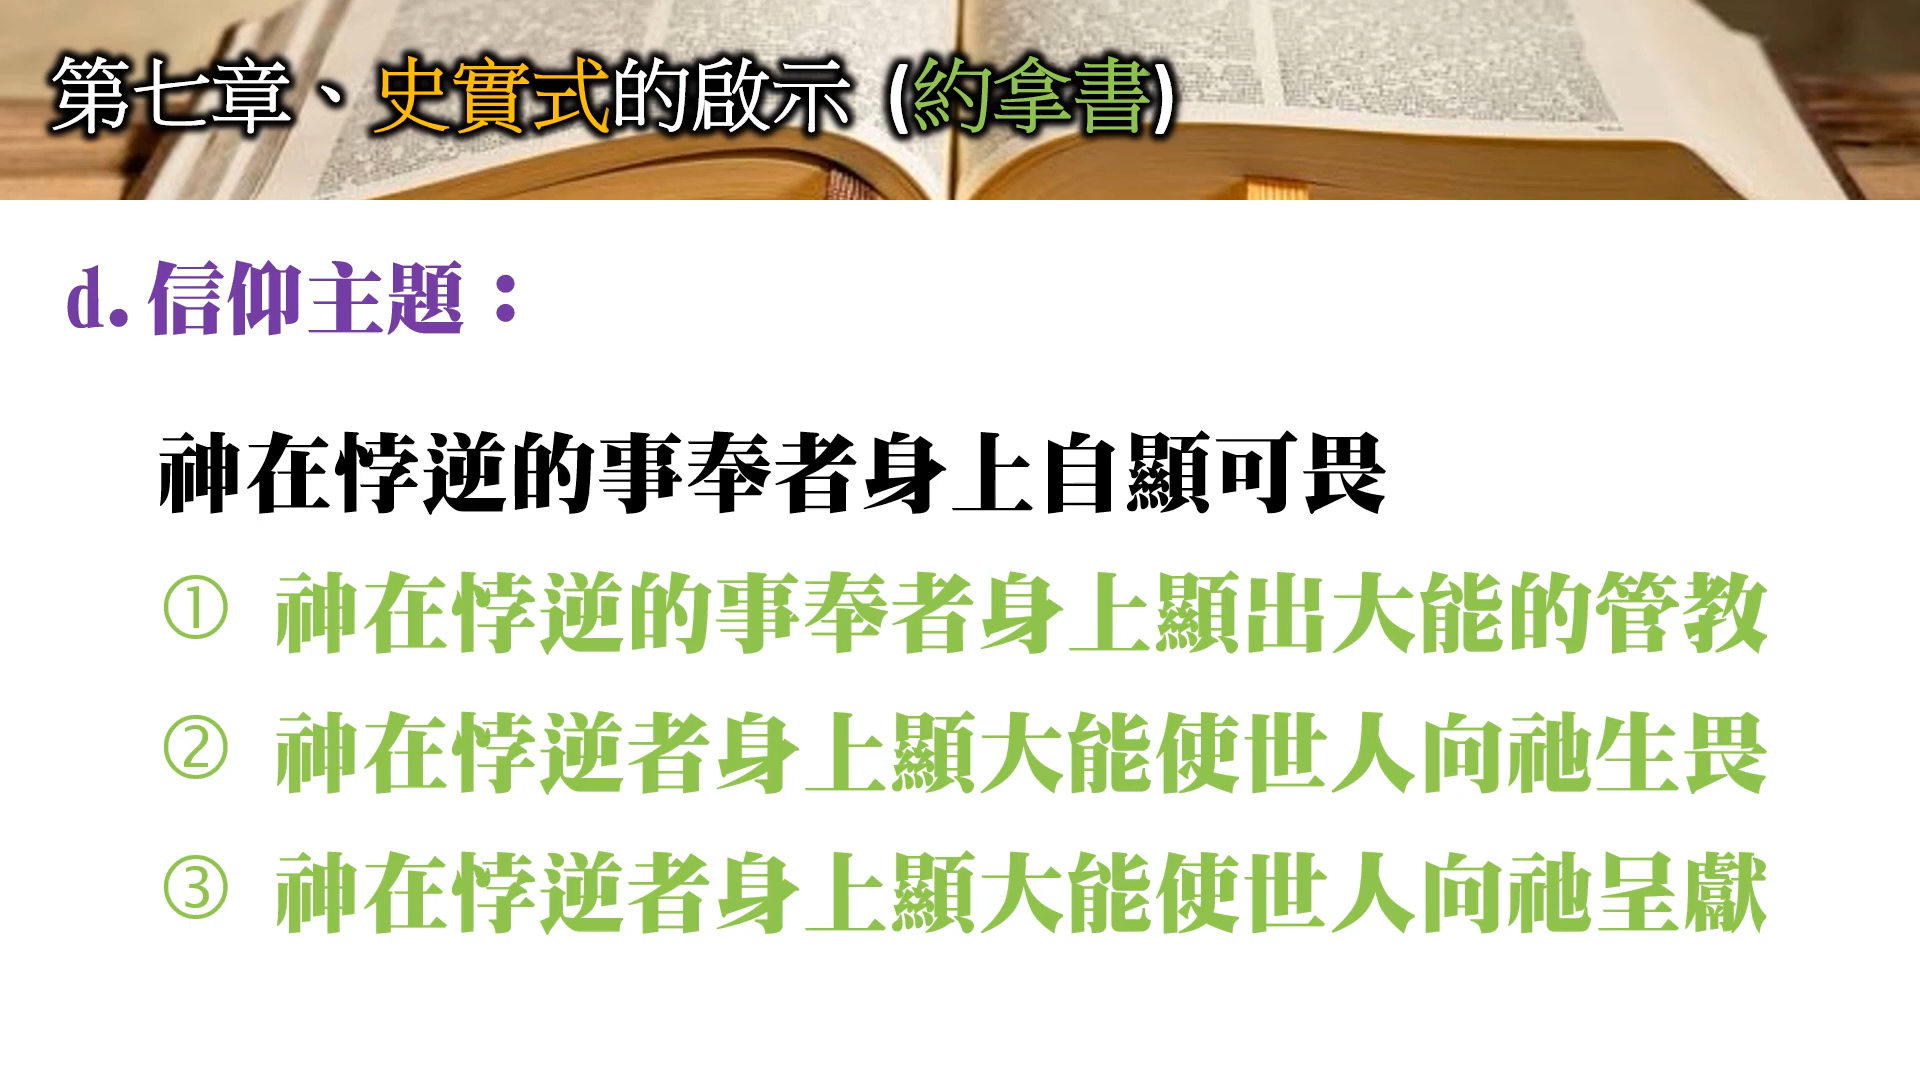 第七章、史實式的啟示 (約拿書)
d.信仰主題：
神在悖逆的事奉者身上自顯可畏
① 神在悖逆的事奉者身上顯出大能的管教
② 神在悖逆者身上顯大能使世人向祂生畏
③ 神在悖逆者身上顯大能使世人向祂呈獻